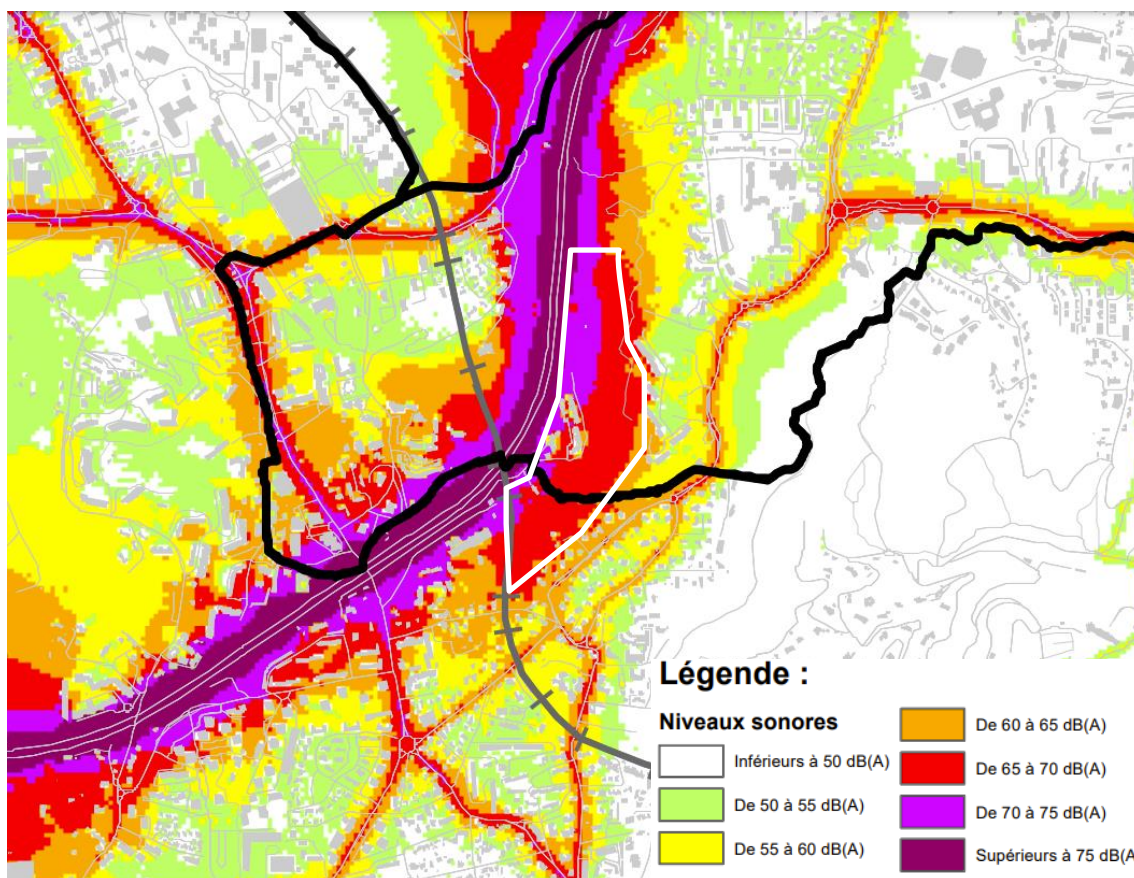 Légende :
Niveaux sonores
Inférieurs à 50 dB(A)
De 50 à 55 dB(A)
De 55 à 60 dB(A)
De 60 à 65 dB(A)
De 65 à 70 dB(A)
De 70 à 75 dB(A)
Supérieurs à 75 dB(A